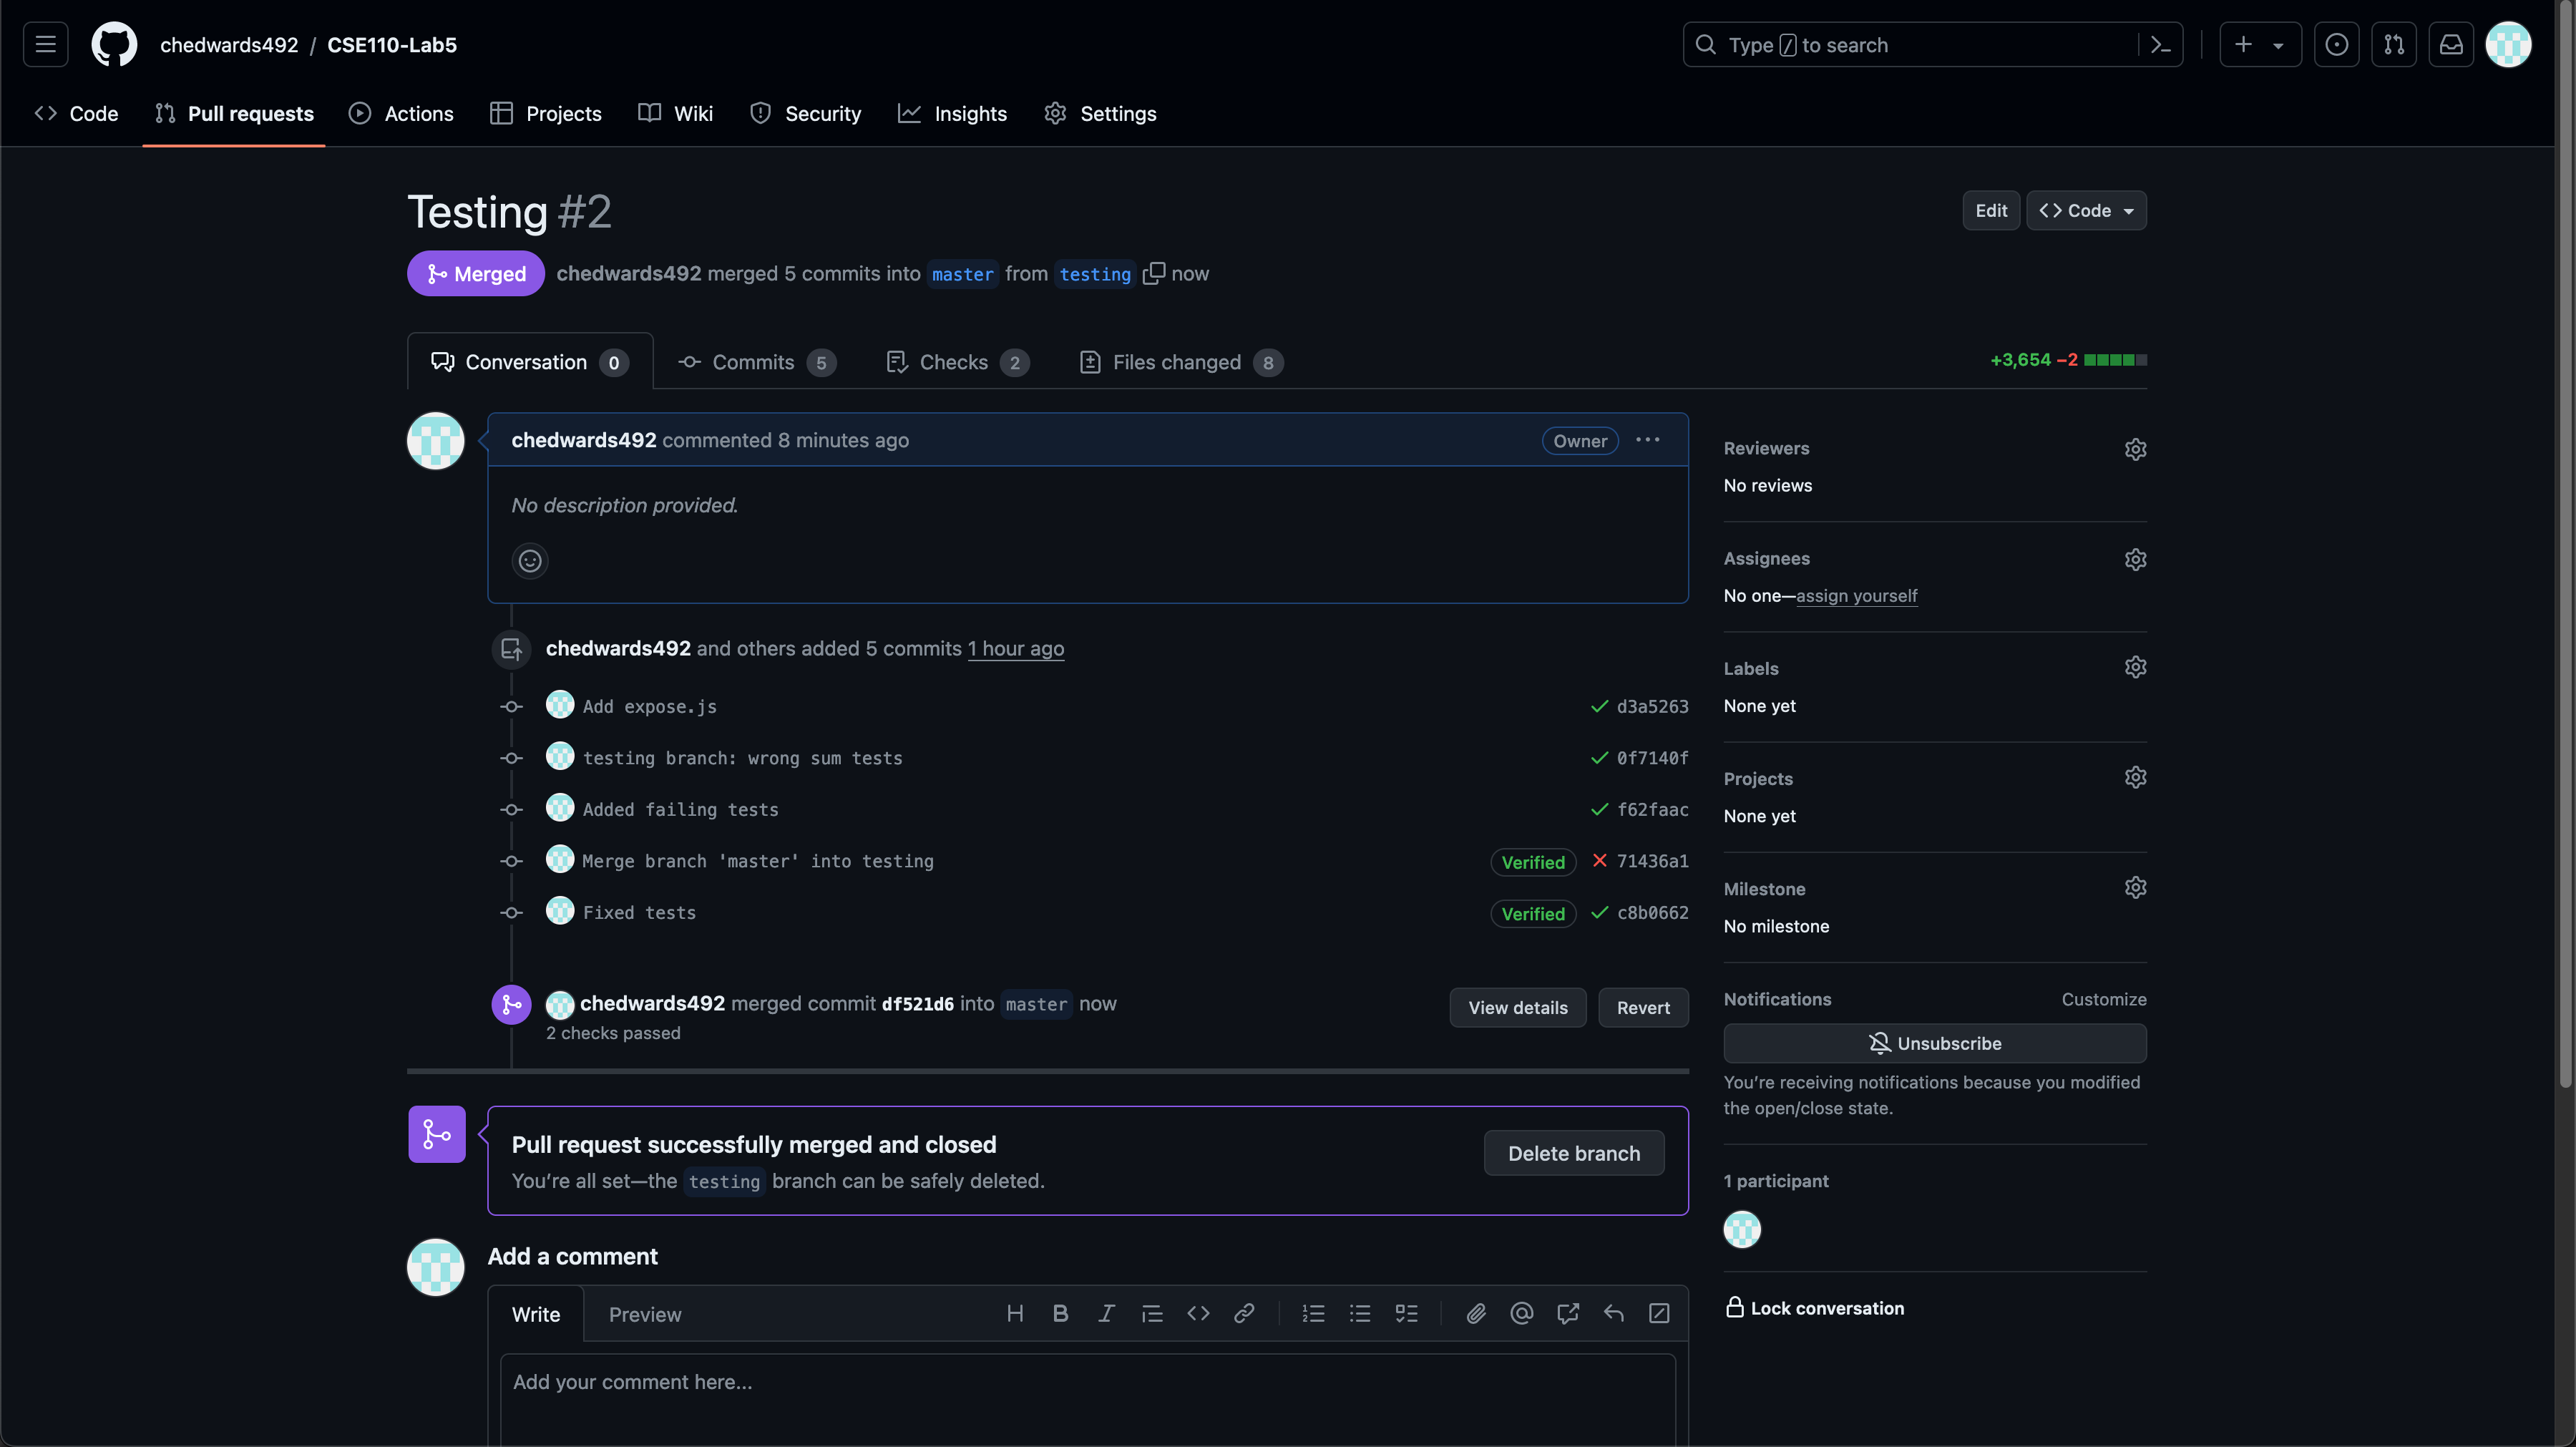 chedwards492 / CSE110-Lab5
Type / to search
Code Pull requests Actions Projects Wiki Security Insights Settings
Testing #2
Edit Code
Merged chedwards492 merged 5 commits into master from testing now
Conversation 0 Commits 5 Checks 2 Files changed 8
+3,654 −2
chedwards492 commented 8 minutes ago
Owner
No description provided.
chedwards492 and others added 5 commits 1 hour ago
Add expose.js d3a5263
testing branch: wrong sum tests 0f7140f
Added failing tests f62faac
Merge branch 'master' into testing Verified 71436a1
Fixed tests Verified c8b0662
chedwards492 merged commit df521d6 into master now
2 checks passed
View details Revert
Pull request successfully merged and closed
You're all set—the testing branch can be safely deleted.
Delete branch
Add a comment
Write Preview
Add your comment here...
Reviewers
No reviews
Assignees
No one—assign yourself
Labels
None yet
Projects
None yet
Milestone
No milestone
Notifications Customize
Unsubscribe
You're receiving notifications because you modified
the open/close state.
1 participant
Lock conversation